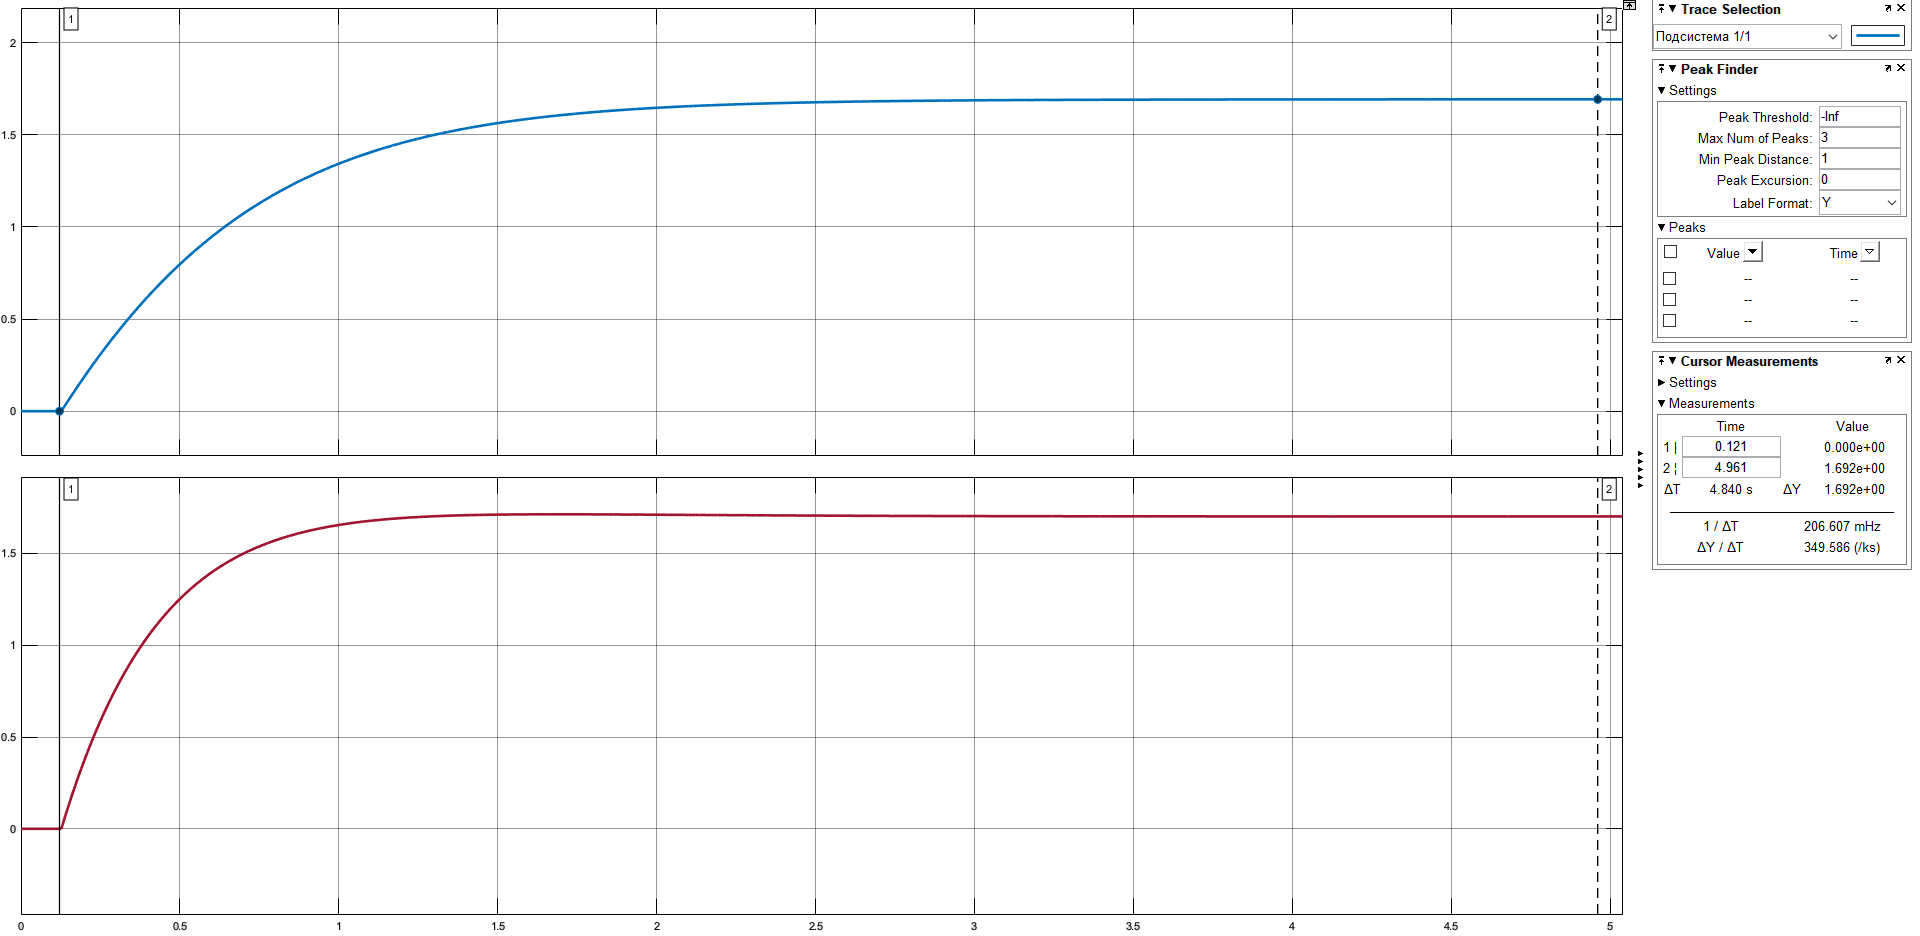 1
2
2
1.5
1
0.5
0
1
2
1.5
1
0.5
0
0
0.5
1
1.5
2
2.5
3
3.5
4
4.5
5
Trace Selection
Подсистема 1/1
Peak Finder
Settings
Peak Threshold: -Inf
Max Num of Peaks: 3
Min Peak Distance: 1
Peak Excursion: 0
Label Format: Y
Peaks
Value Time
-- --
-- --
-- --
Cursor Measurements
Settings
Measurements
Time Value
1 | 0.121 0.000e+00
2 ¦ 4.961 1.692e+00
ΔT 4.840 s ΔY 1.692e+00
1 / ΔT 206.607 mHz
ΔY / ΔT 349.586 (/ks)